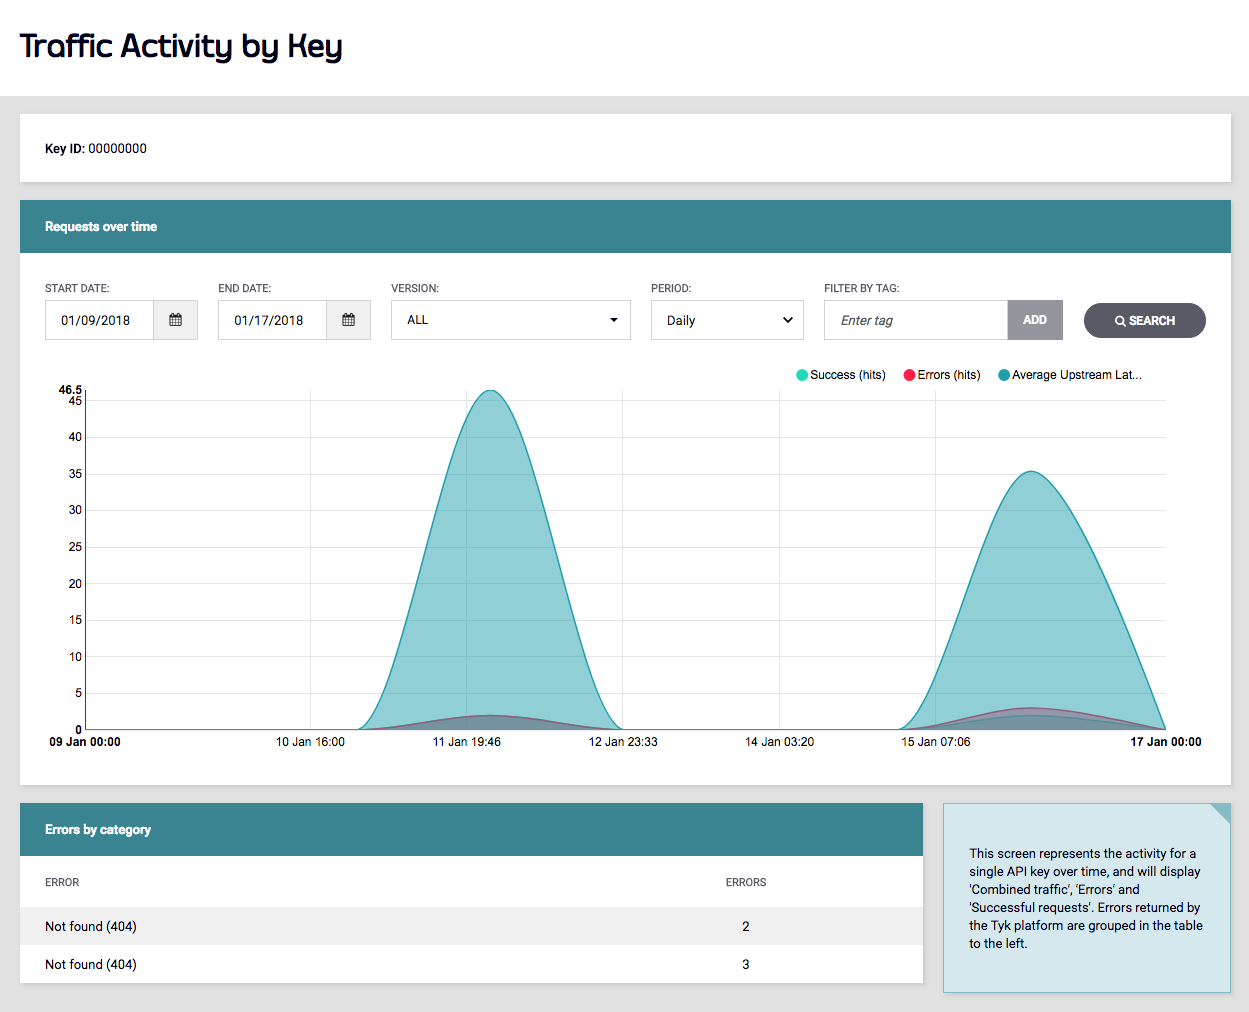 Traffic Activity by Key
Key ID: 00000000
Requests over time
START DATE: END DATE: VERSION: PERIOD: FILTER BY TAG:
01/09/2018 01/17/2018 ALL Daily Enter tag ADD SEARCH
Success (hits) Errors (hits) Average Upstream Lat...
46.5
45
40
35
30
25
20
15
10
5
0
09 Jan 00:00 10 Jan 16:00 11 Jan 19:46 12 Jan 23:33 14 Jan 03:20 15 Jan 07:06 17 Jan 00:00
Errors by category
ERROR ERRORS
Not found (404) 2
Not found (404) 3
This screen represents the activity for a
single API key over time, and will display
'Combined traffic', 'Errors' and
'Successful requests'. Errors returned by
the Tyk platform are grouped in the table
to the left.